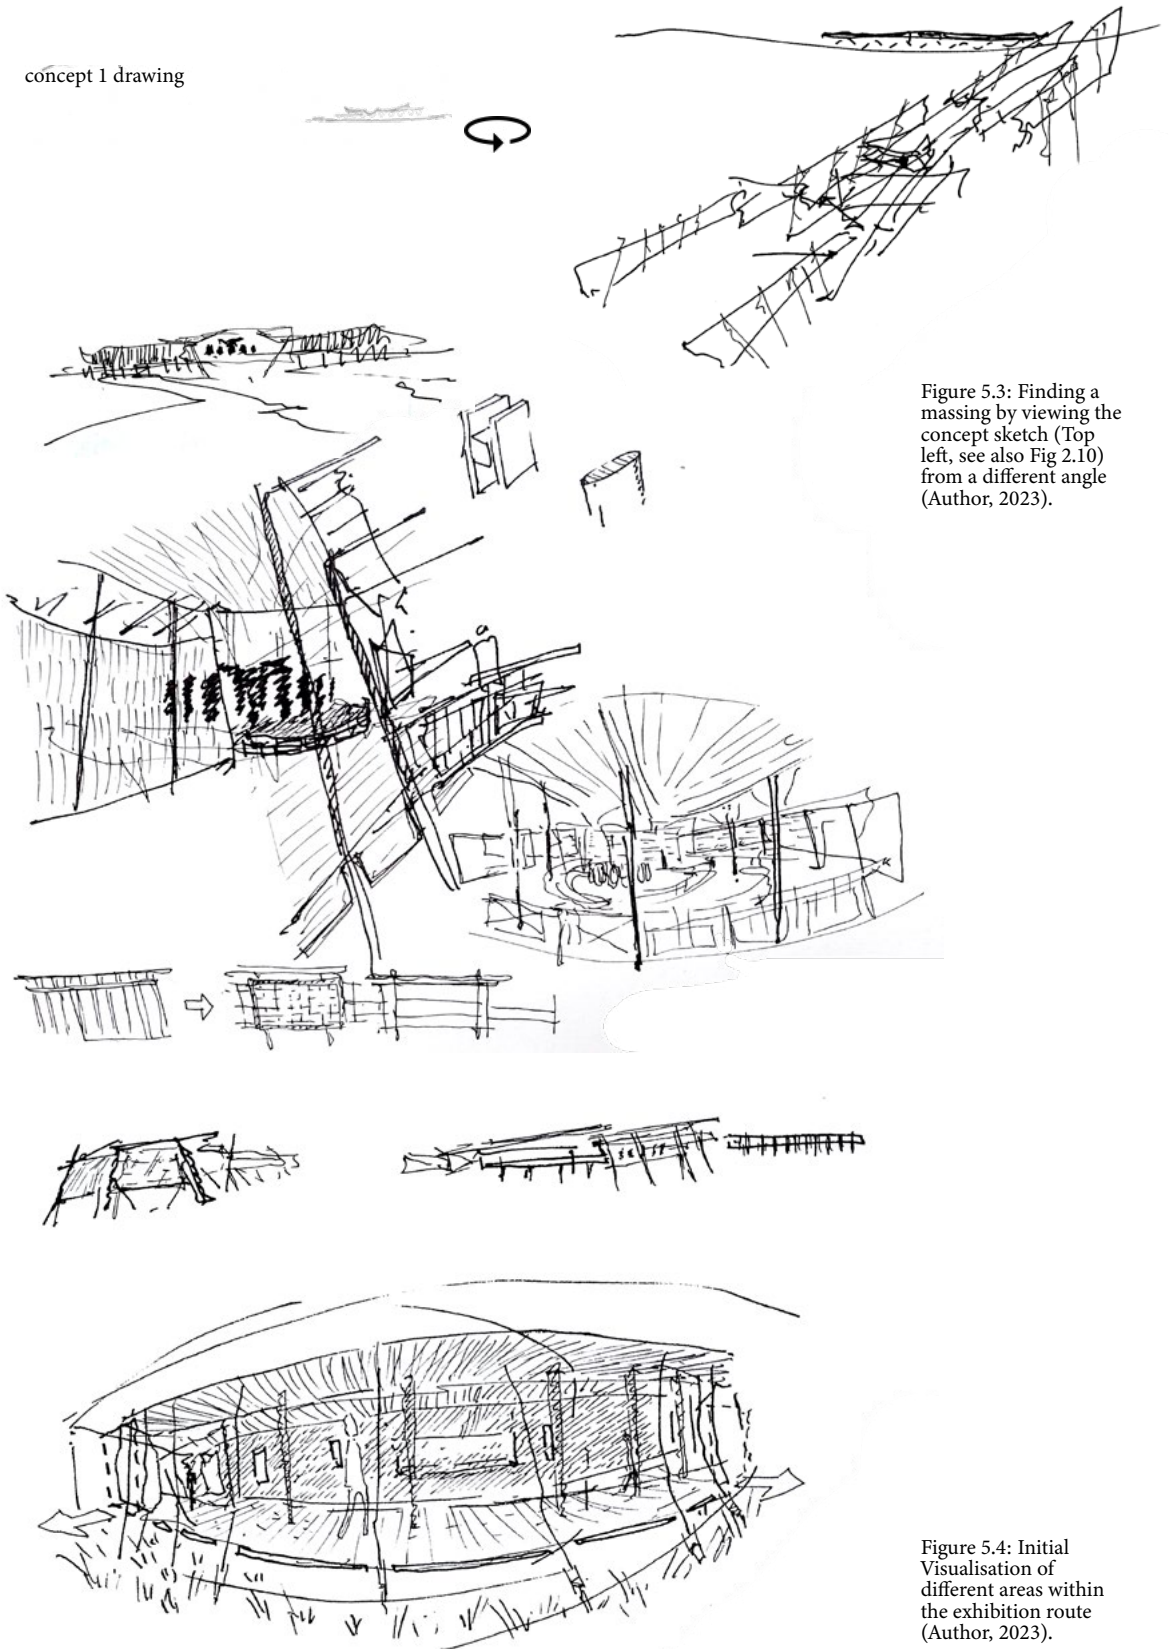 concept 1 drawing
Figure 5.3: Finding a
massing by viewing the
concept sketch (Top
left, see also Fig 2.10)
from a different angle
(Author, 2023).
Figure 5.4: Initial
Visualisation of
different areas within
the exhibition route
(Author, 2023).